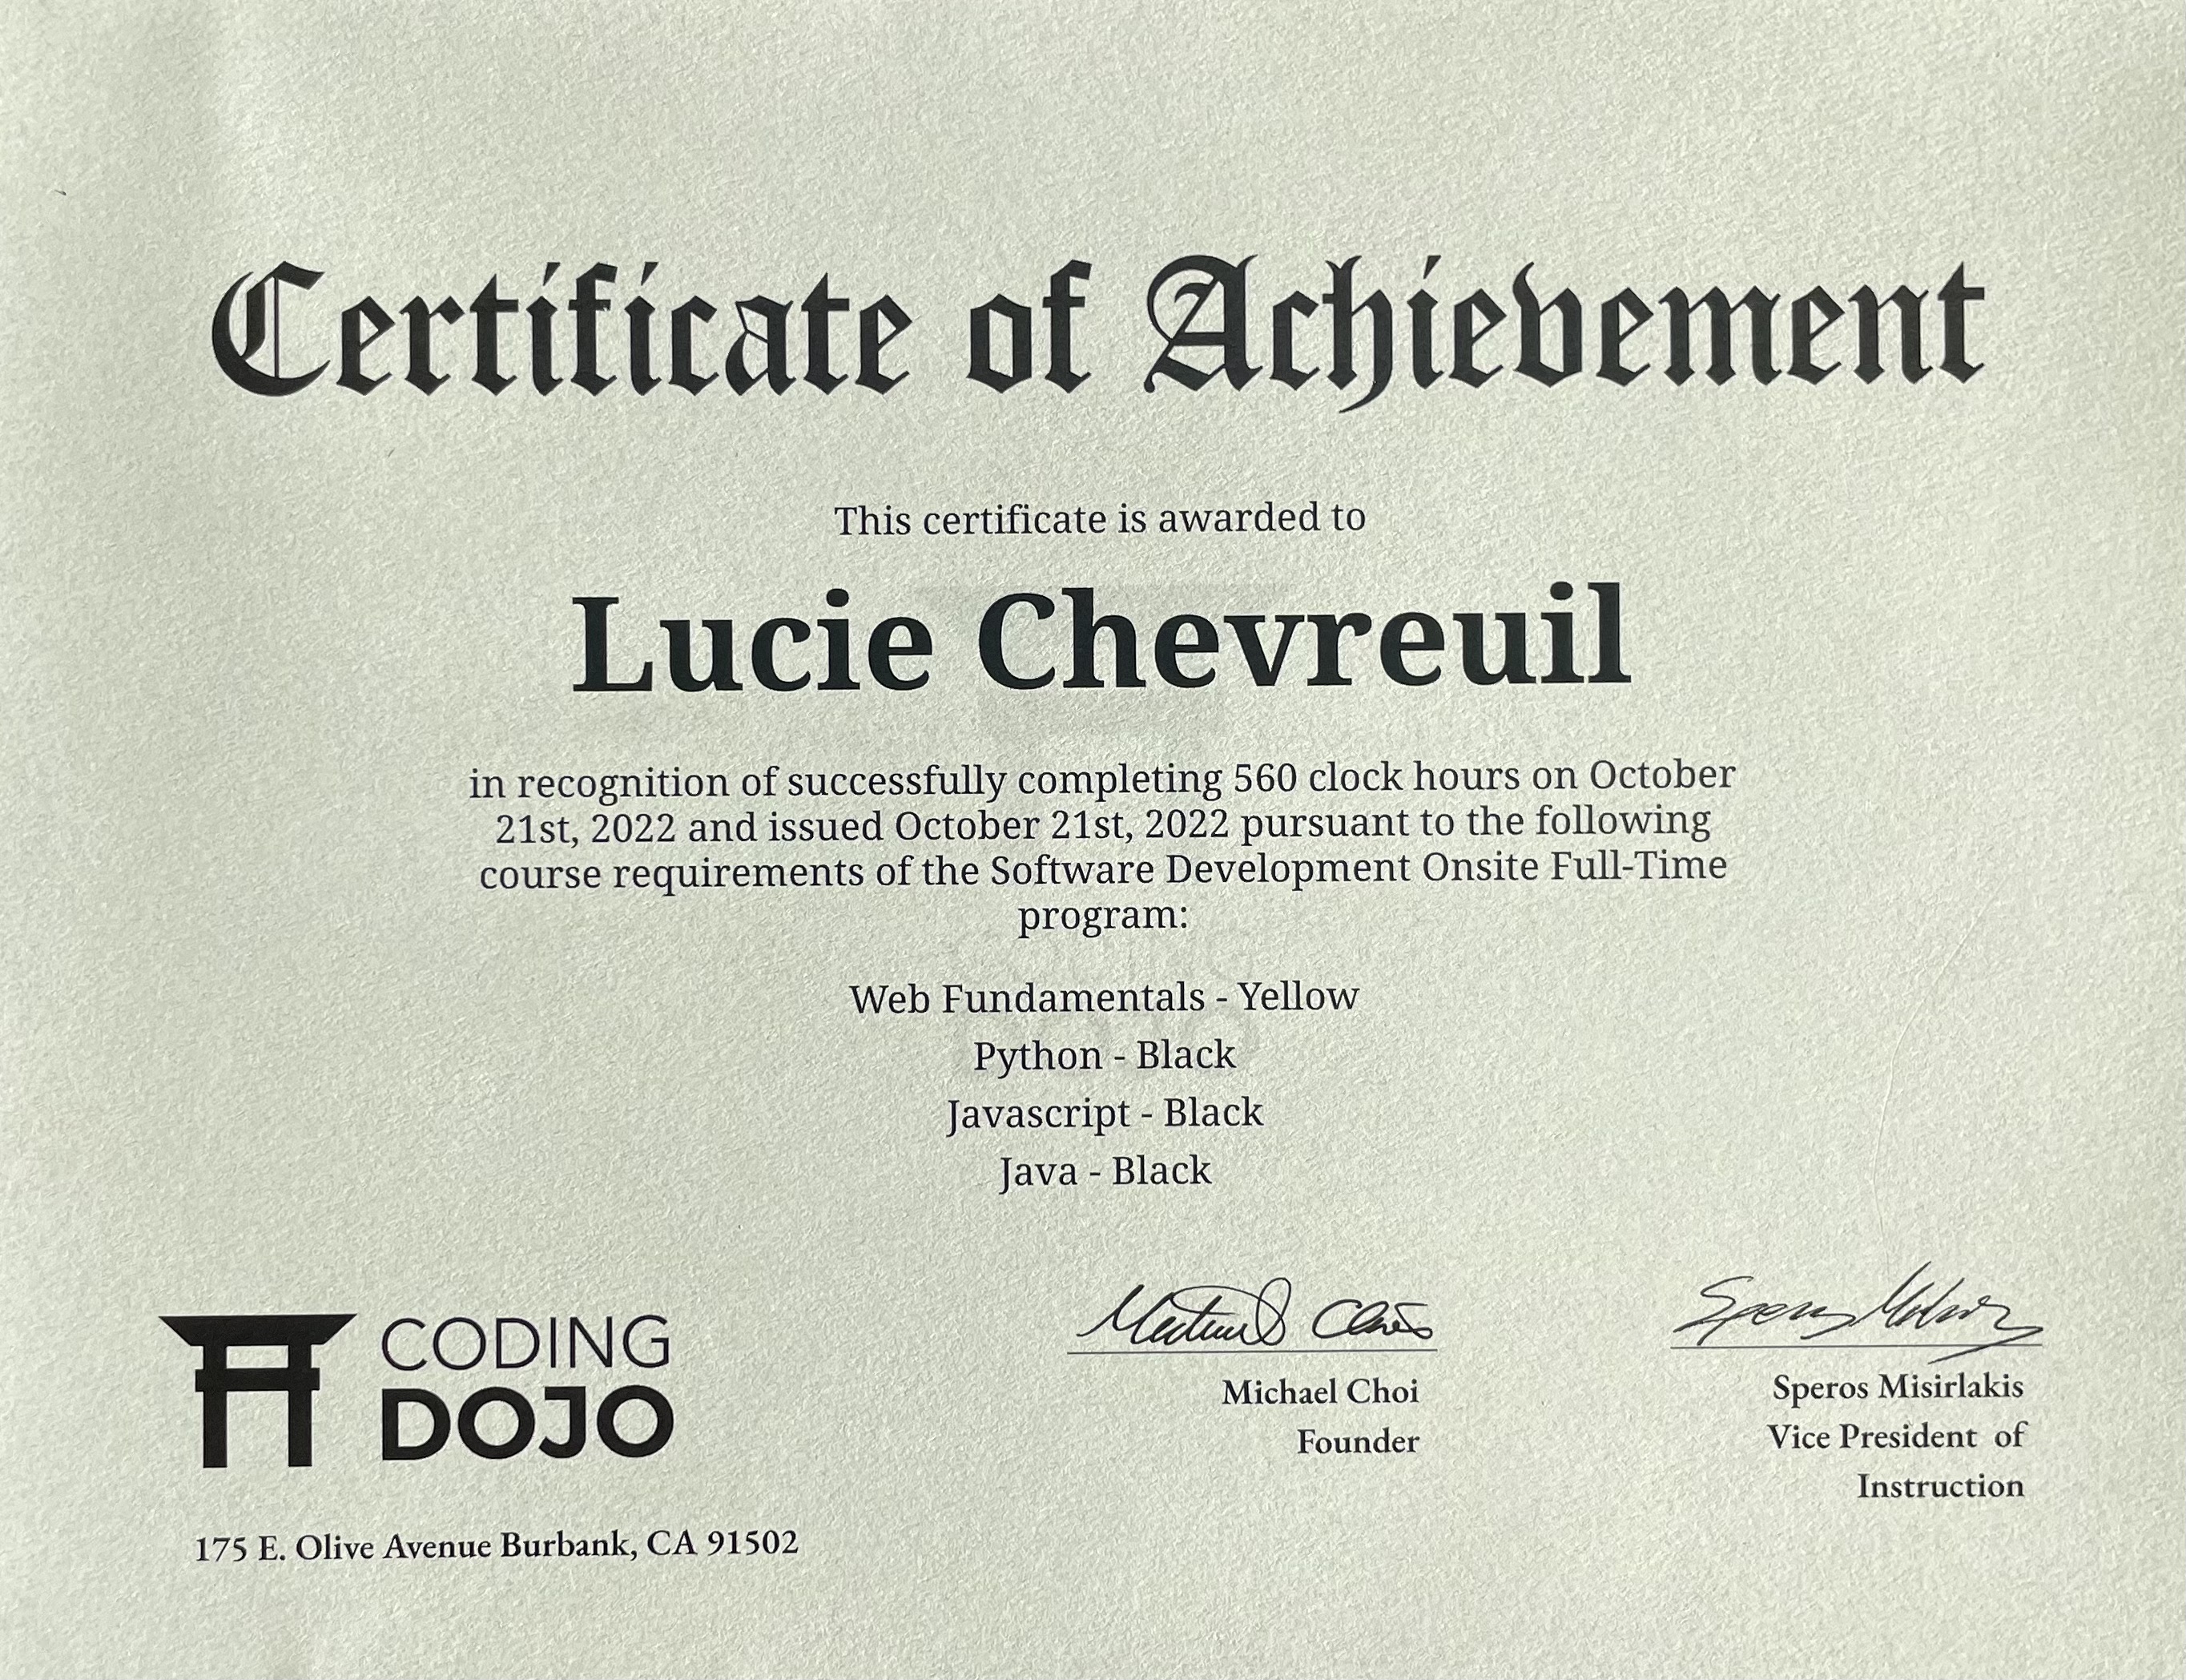 Certificate of Achievement
This certificate is awarded to
Lucie Chevreuil
in recognition of successfully completing 560 clock hours on October
21st, 2022 and issued October 21st, 2022 pursuant to the following
course requirements of the Software Development Onsite Full-Time
program:
Web Fundamentals - Yellow
Python - Black
Javascript - Black
Java - Black
CODING
DOJO
175 E. Olive Avenue Burbank, CA 91502
Michael Choi
Michael Choi
Founder
Speros Misirlakis
Vice President of
Instruction